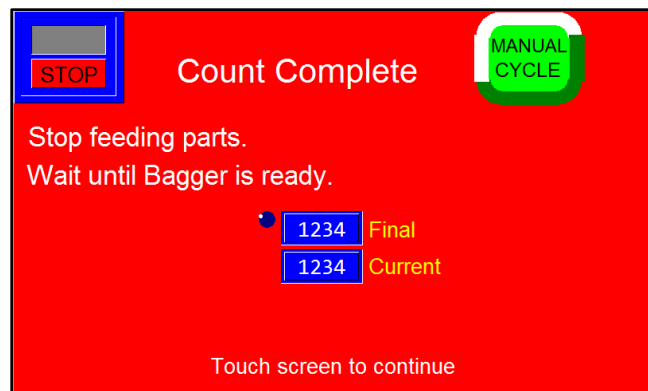 STOP
Count Complete
MANUAL
CYCLE
Stop feeding parts.
Wait until Bagger is ready.
1234 Final
1234 Current
Touch screen to continue